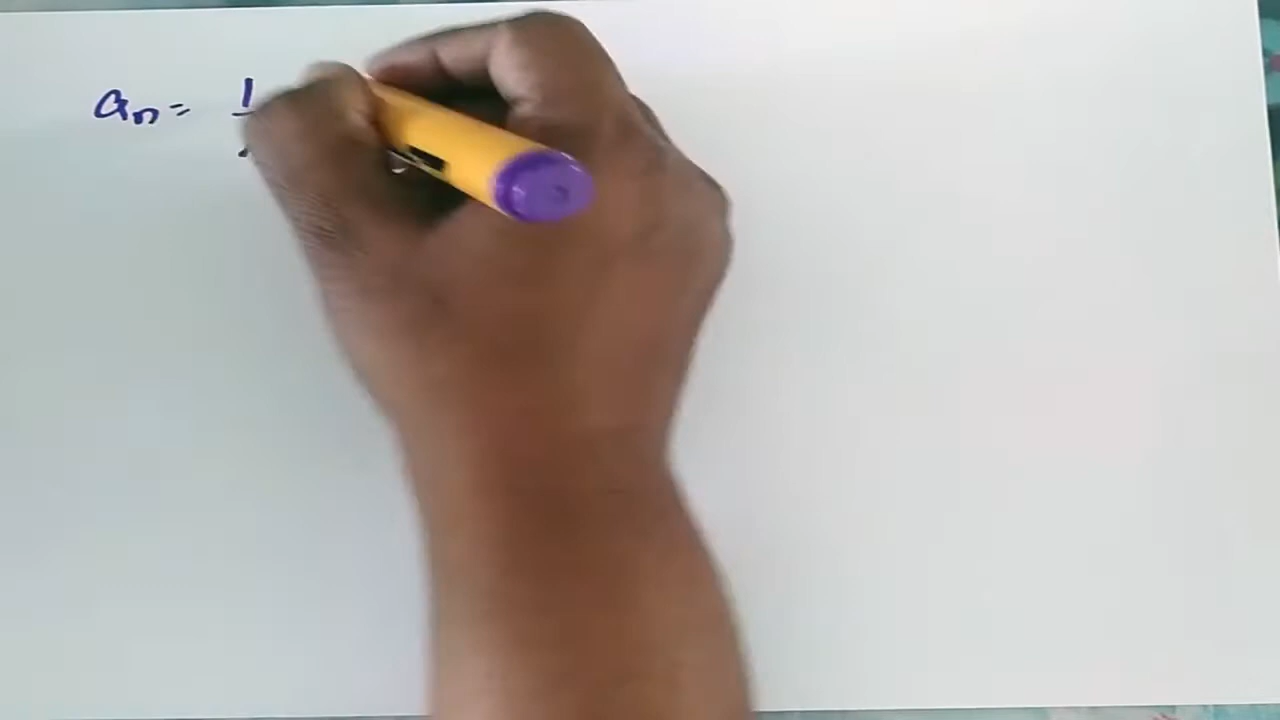 aₙ = 1